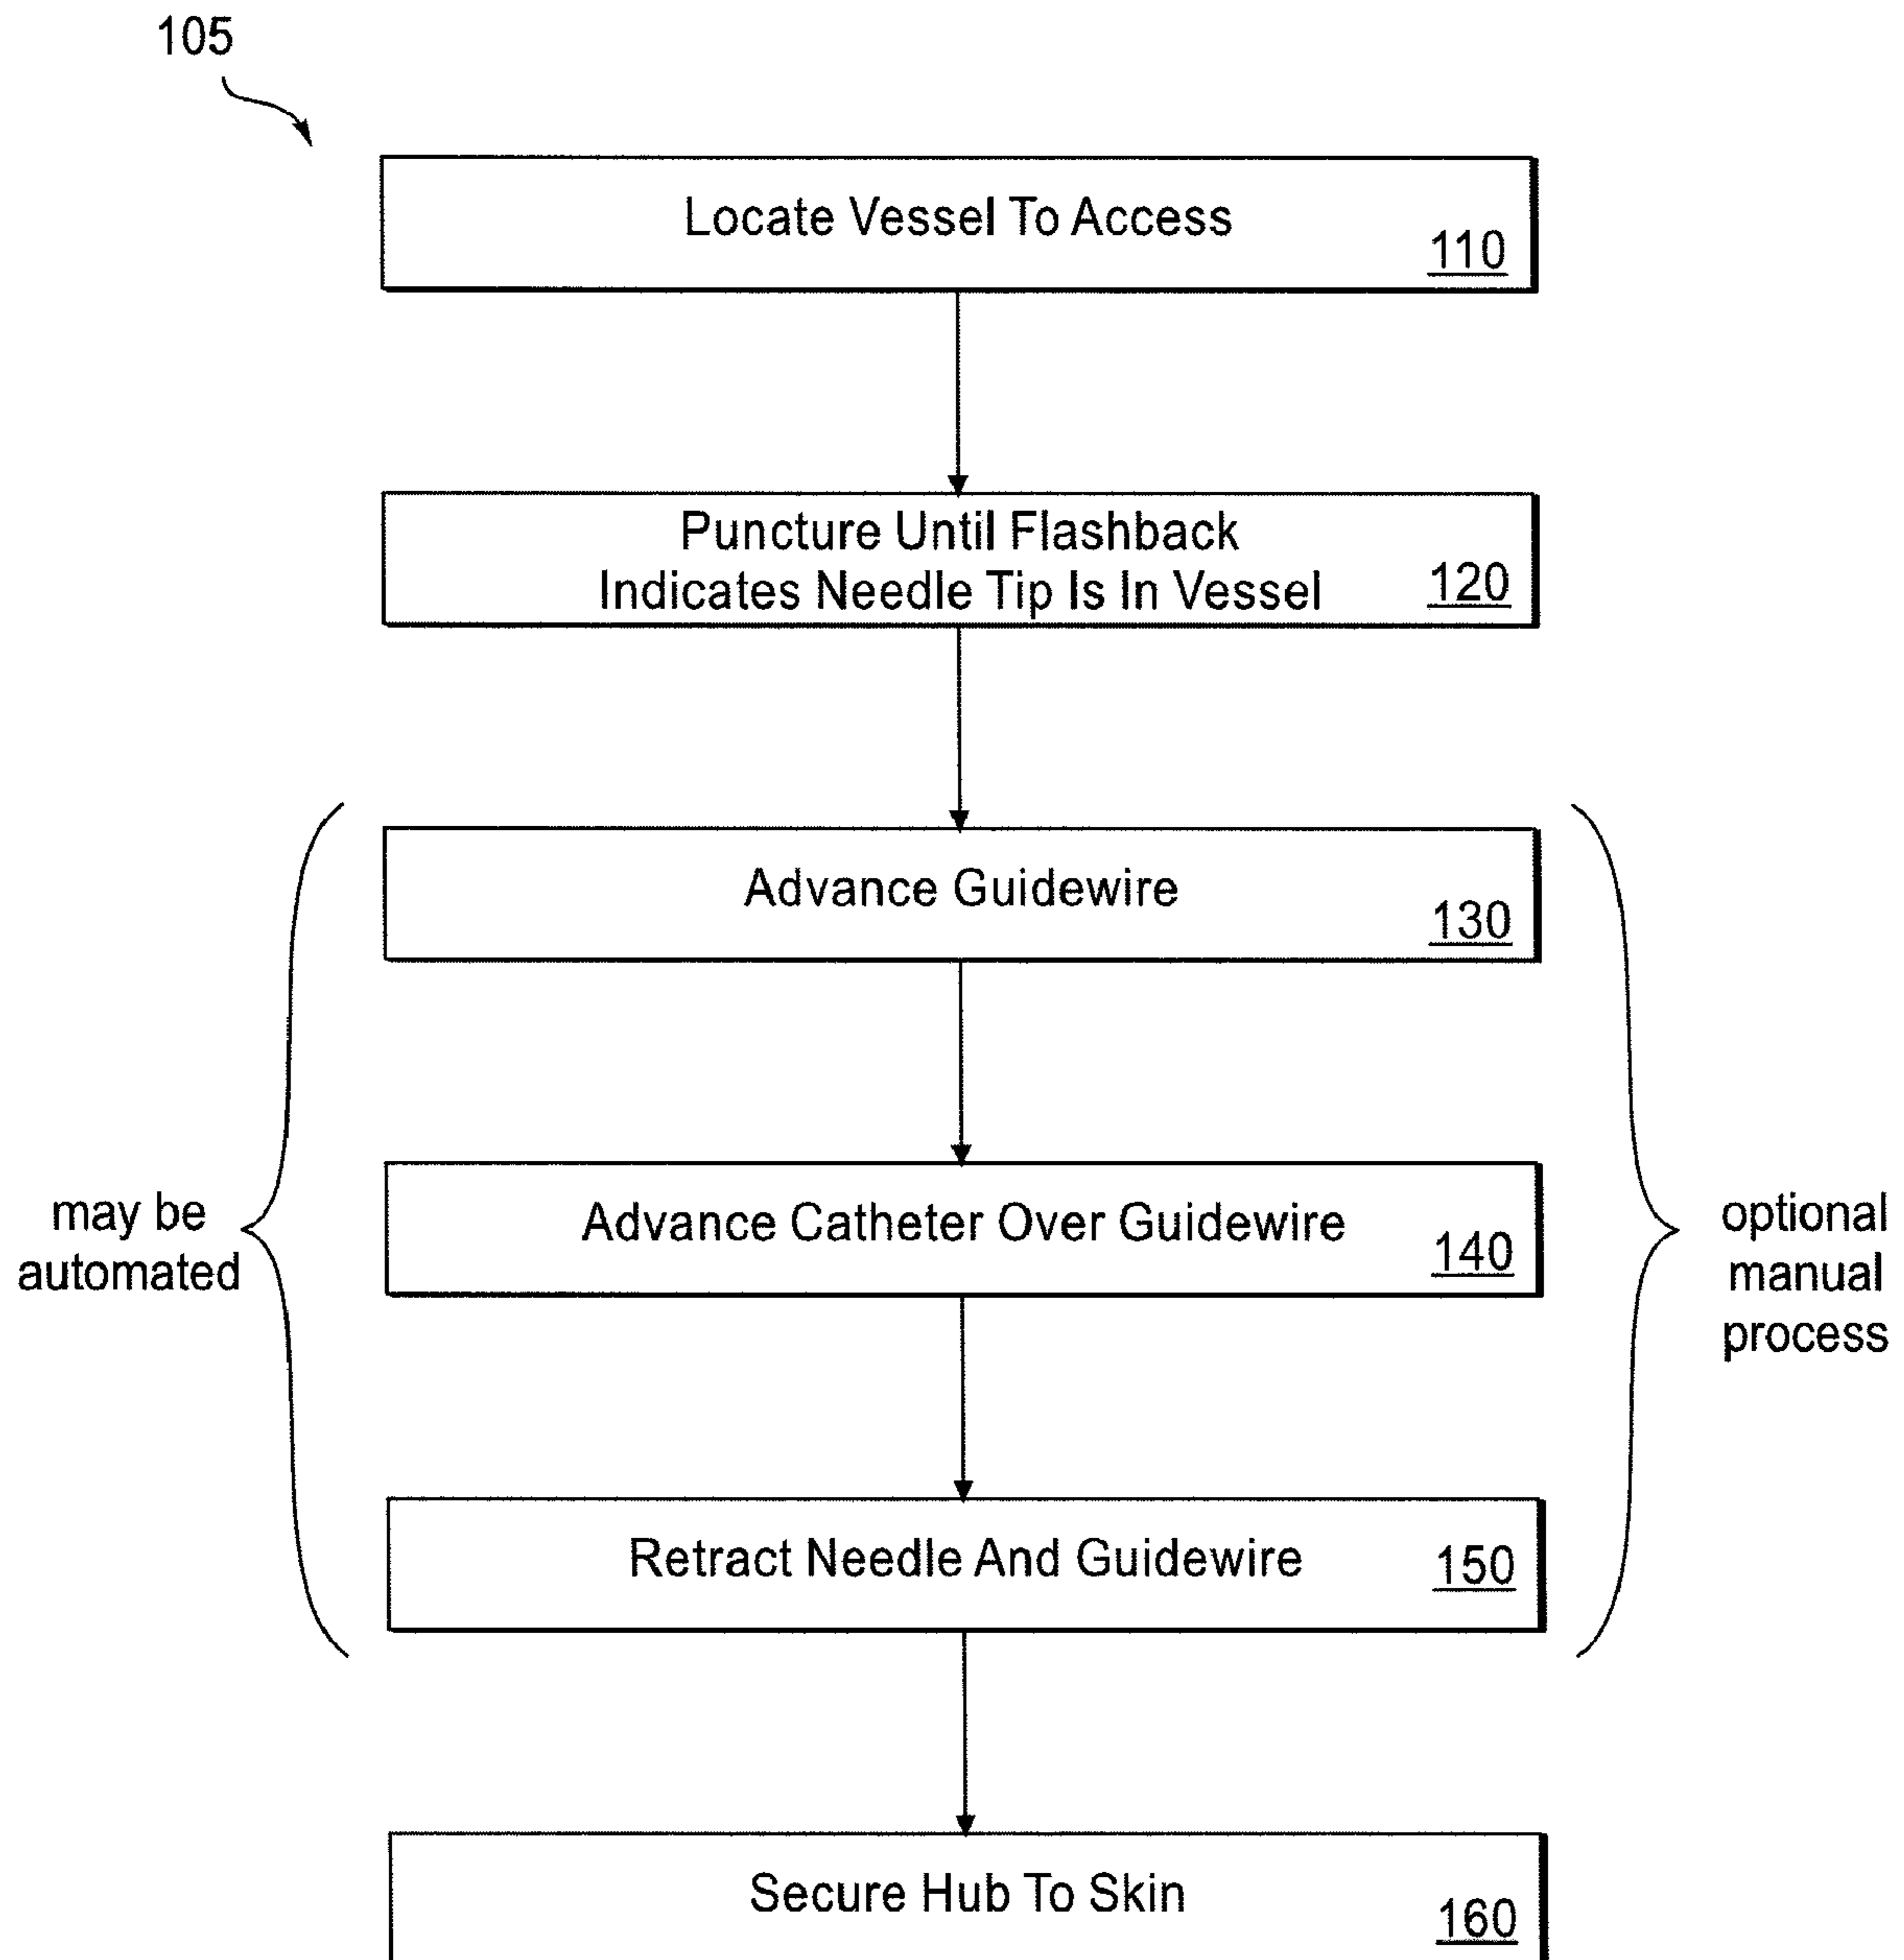 105
Locate Vessel To Access
110
Puncture Until Flashback
Indicates Needle Tip Is In Vessel
120
Advance Guidewire
130
Advance Catheter Over Guidewire
140
may be
automated
optional
manual
process
Retract Needle And Guidewire
150
Secure Hub To Skin
160